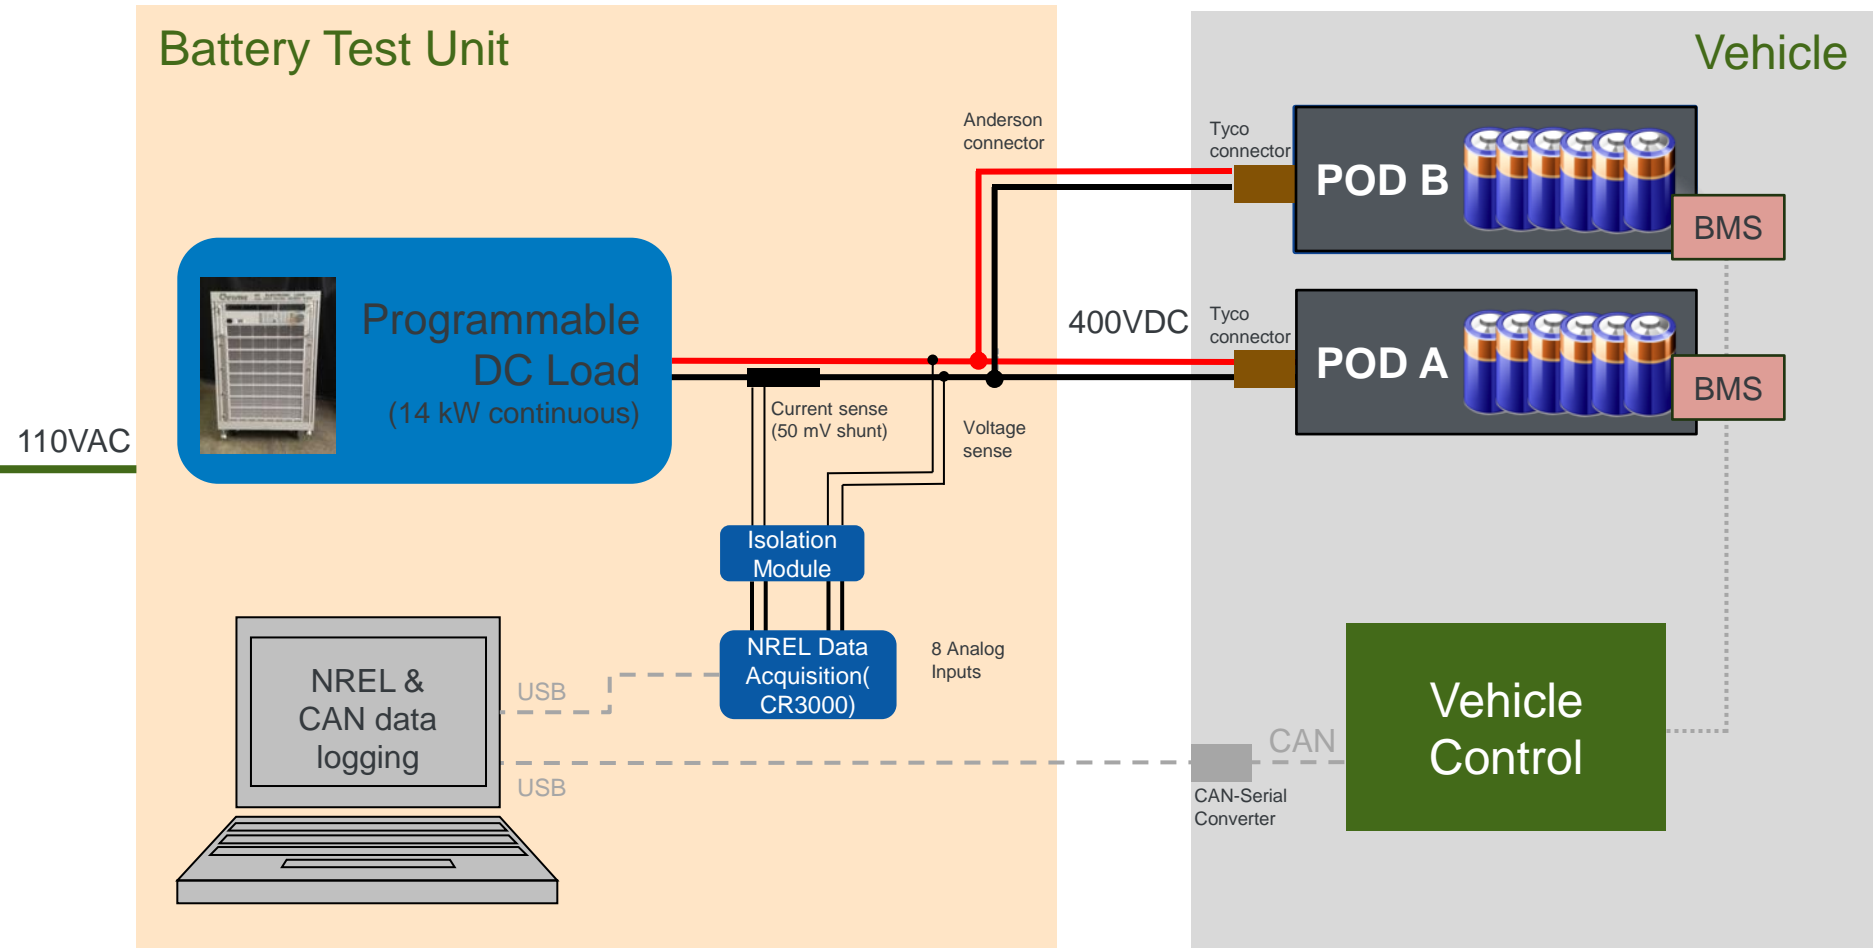 Battery Test Unit
Vehicle
Anderson
connector
Tyco
connector
POD B
BMS
Programmable
DC Load
(14 kW continuous)
400VDC
Tyco
connector
POD A
BMS
110VAC
Current sense
(50 mV shunt)
Voltage
sense
Isolation
Module
NREL Data
Acquisition(
CR3000)
8 Analog
Inputs
NREL &
CAN data
logging
USB
USB
CAN
CAN-Serial
Converter
Vehicle
Control